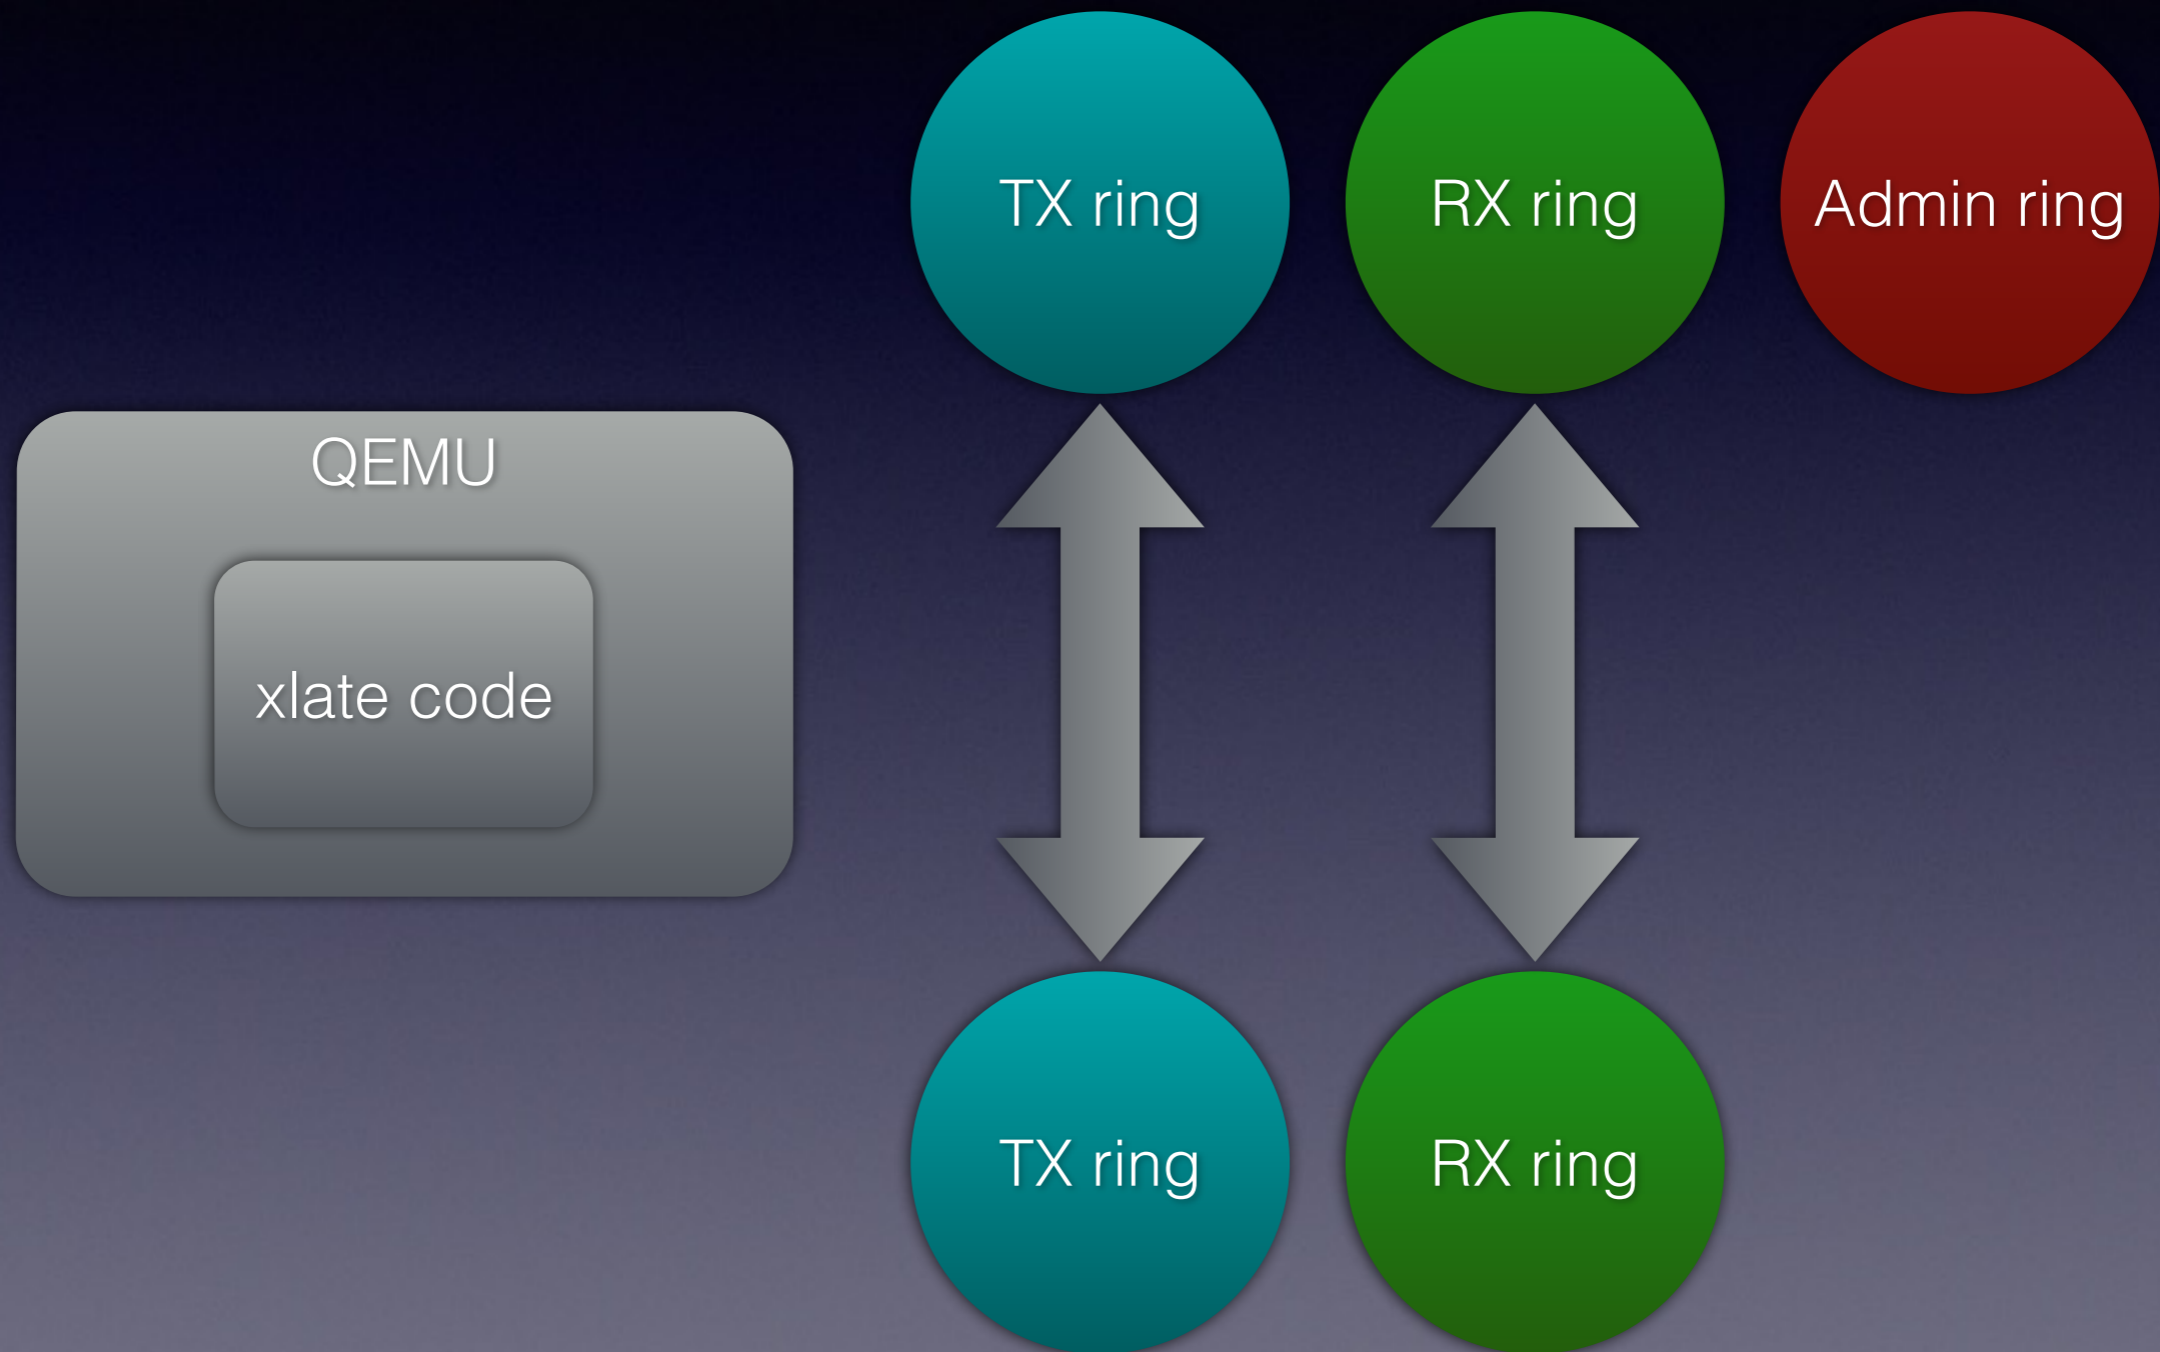 TX ring
RX ring
Admin ring
QEMU
xlate code
TX ring
RX ring